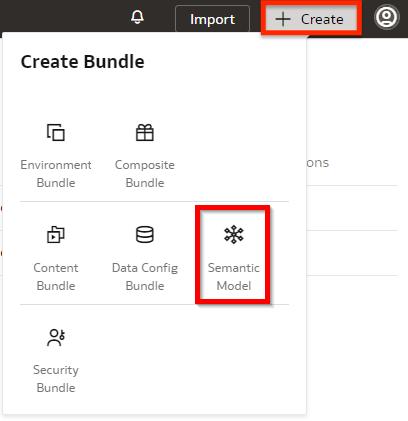 Import
Create
Create Bundle
Environment
Bundle
Composite
Bundle
ons
Content
Bundle
Data Config
Bundle
Semantic
Model
Security
Bundle